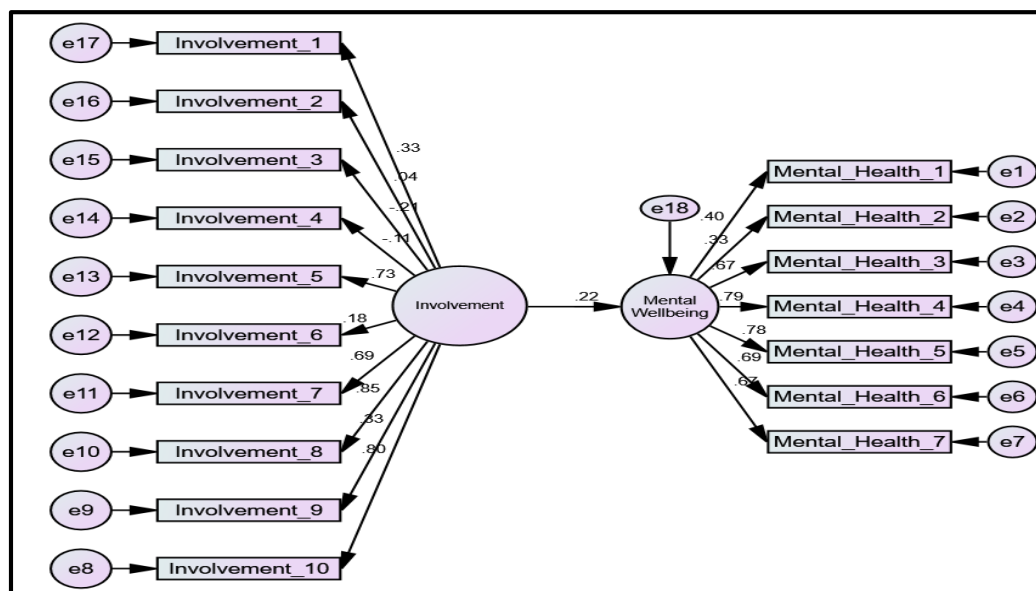 e17 Involvement_1
e16 Involvement_2
e15 Involvement_3
e14 Involvement_4
e13 Involvement_5
e12 Involvement_6
e11 Involvement_7
e10 Involvement_8
e9 Involvement_9
e8 Involvement_10
.33
.04
-.21
-.11
.73
.18
.69
.85
.33
.80
Involvement
.22
e18
Mental
Wellbeing
.40
.33
.67
.79
.78
.69
.67
Mental_Health_1 e1
Mental_Health_2 e2
Mental_Health_3 e3
Mental_Health_4 e4
Mental_Health_5 e5
Mental_Health_6 e6
Mental_Health_7 e7